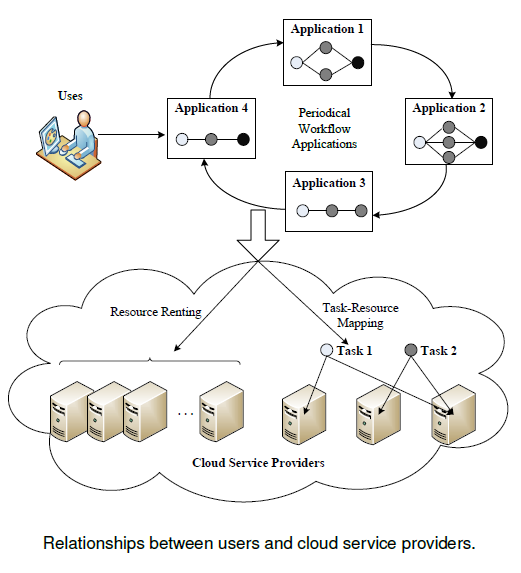 Application 1
Uses
Application 4
Periodical
Workflow
Applications
Application 2
Application 3
Resource Renting
Task-Resource
Mapping
Task 1
Task 2
...
Cloud Service Providers
Relationships between users and cloud service providers.